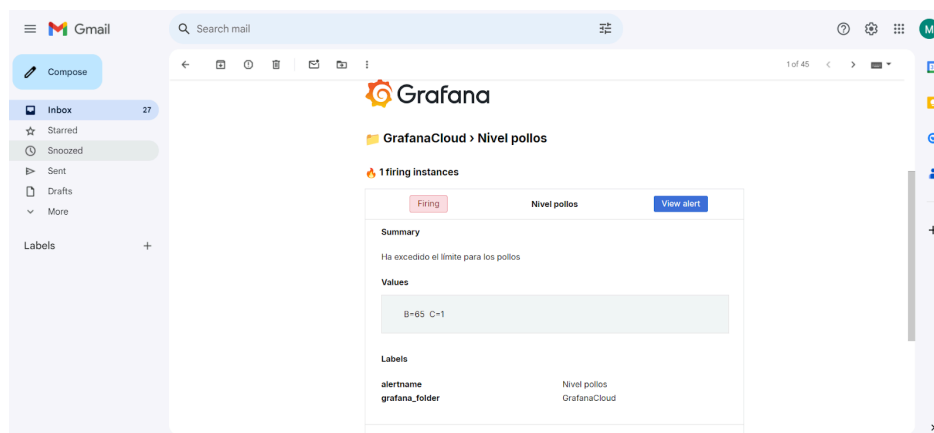 Gmail
Search mail
M
Compose
1 of 45
Inbox 27
Starred
Snoozed
Sent
Drafts
More
Labels +
Grafana
GrafanaCloud › Nivel pollos
1 firing instances
Firing Nivel pollos View alert
Summary
Ha excedido el límite para los pollos
Values
B=65 C=1
Labels
alertname Nivel pollos
grafana_folder GrafanaCloud